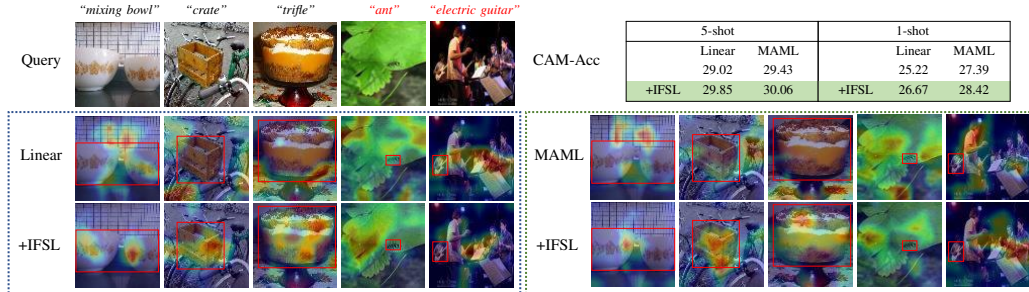 “mixing bowl” “crate” “trifle” “ant” “electric guitar”
Query
CAM-Acc
5-shot 1-shot
Linear MAML Linear MAML
29.02 29.43 25.22 27.39
+IFSL 29.85 30.06 +IFSL 26.67 28.42
Linear
MAML
+IFSL
+IFSL